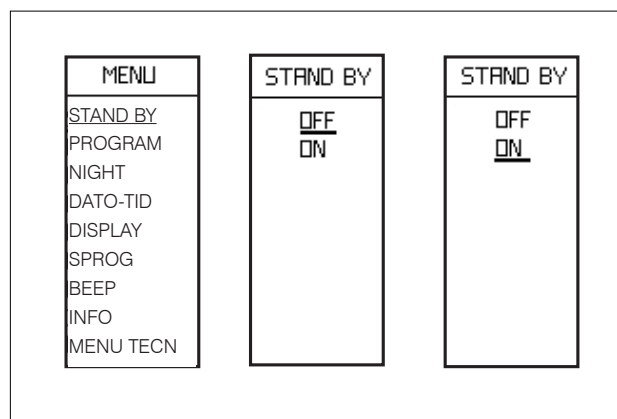 MENU
STAND BY
PROGRAM
NIGHT
DATO-TID
DISPLAY
SPROG
BEEP
INFO
MENU TECN
STAND BY
OFF
ON
STAND BY
OFF
ON